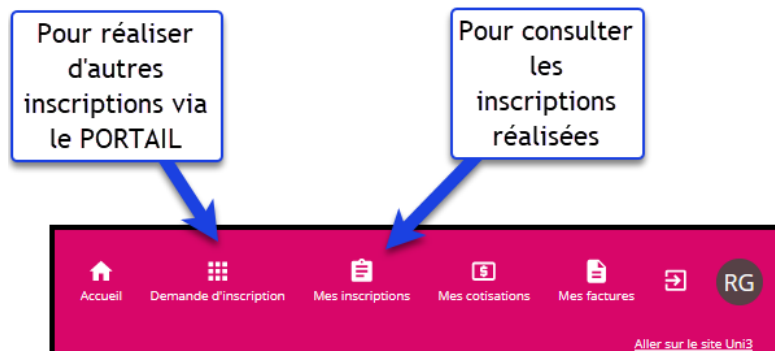 Pour réaliser
d'autres
inscriptions via
le PORTAIL
Pour consulter
les
inscriptions
réalisées
Accueil
Demande d'inscription
Mes inscriptions
Mes cotisations
Mes factures
RG
Aller sur le site Uni3